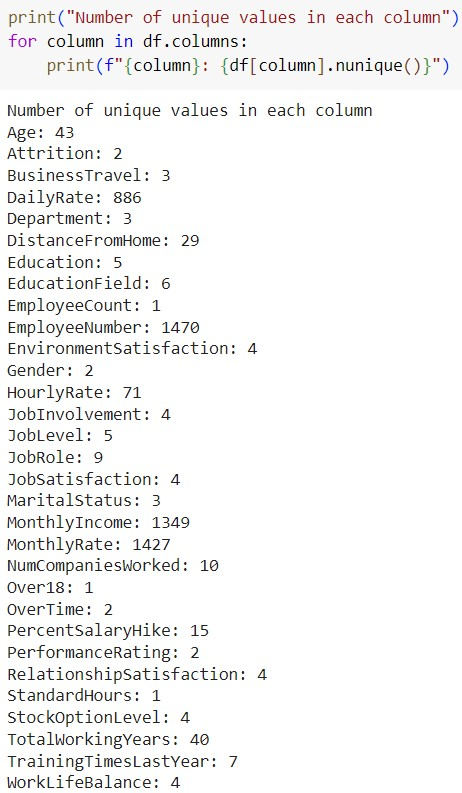 print("Number of unique values in each column")
for column in df.columns:
    print(f"{column}: {df[column].nunique()}")
Number of unique values in each column
Age: 43
Attrition: 2
BusinessTravel: 3
DailyRate: 886
Department: 3
DistanceFromHome: 29
Education: 5
EducationField: 6
EmployeeCount: 1
EmployeeNumber: 1470
EnvironmentSatisfaction: 4
Gender: 2
HourlyRate: 71
JobInvolvement: 4
JobLevel: 5
JobRole: 9
JobSatisfaction: 4
MaritalStatus: 3
MonthlyIncome: 1349
MonthlyRate: 1427
NumCompaniesWorked: 10
Over18: 1
OverTime: 2
PercentSalaryHike: 15
PerformanceRating: 2
RelationshipSatisfaction: 4
StandardHours: 1
StockOptionLevel: 4
TotalWorkingYears: 40
TrainingTimesLastYear: 7
WorkLifeBalance: 4